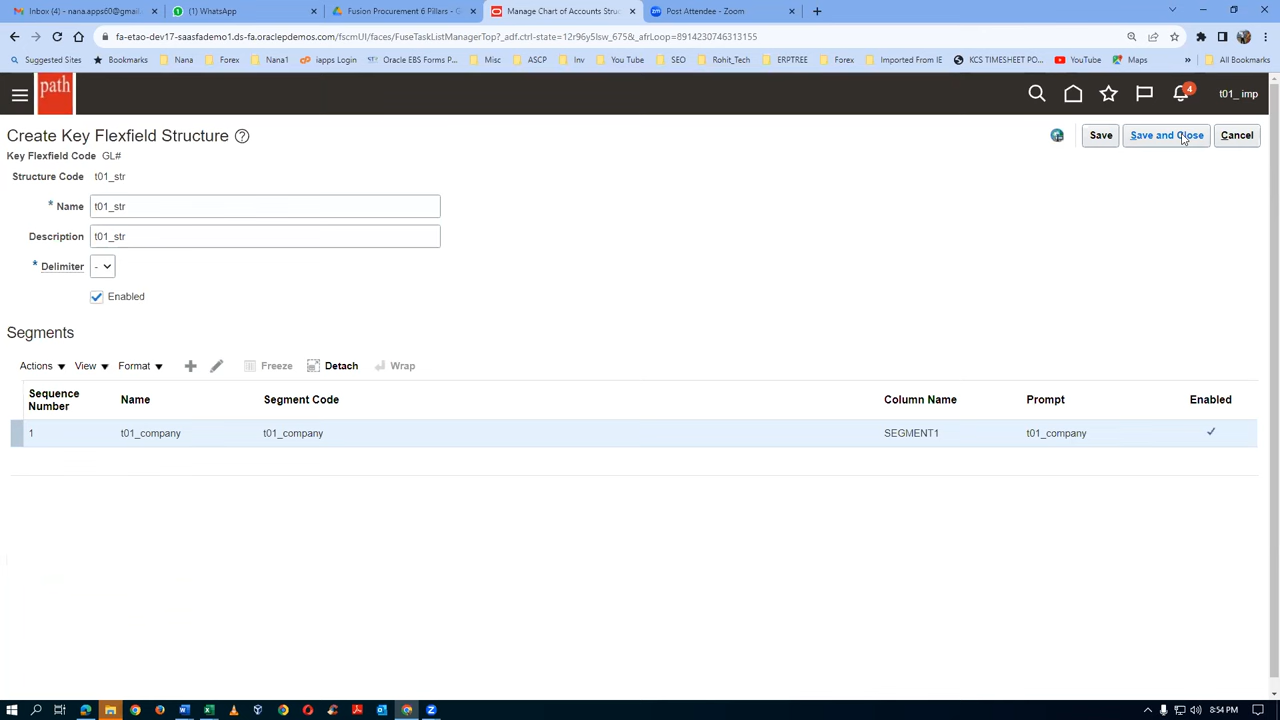 Inbox (4) - nana.apps60@gmail.
(1) WhatsApp
Fusion Procurement 6 Pillars - G
Manage Chart of Accounts Struc
Post Attendee - Zoom
fa-etao-dev17-saasfademo1.ds-fa.oraclepdemos.com/fscmUI/faces/FuseTaskListManagerTop?_adf.ctrl-state=12r96y5lsw_675&_afrLoop=8914230746313155
Suggested Sites
Bookmarks
Nana
Nana1
iapps Login
Oracle EBS Forms P...
Misc
ASCP
Inv
You Tube
SEO
Rohit_Tech
ERPTREE
Forex
Imported From IE
KCS TIMESHEET PO...
YouTube
Maps
»
All Bookmarks
path
4
t01_ imp
Create Key Flexfield Structure ?
Save
Save and Close
Cancel
Key Flexfield Code GL#
Structure Code t01_str
* Name t01_str
Description t01_str
* Delimiter -
Enabled
Segments
Actions
View
Format
Freeze
Detach
Wrap
Sequence Number
Name
Segment Code
Column Name
Prompt
Enabled
1
t01_company
t01_company
SEGMENT1
t01_company
8:54 PM